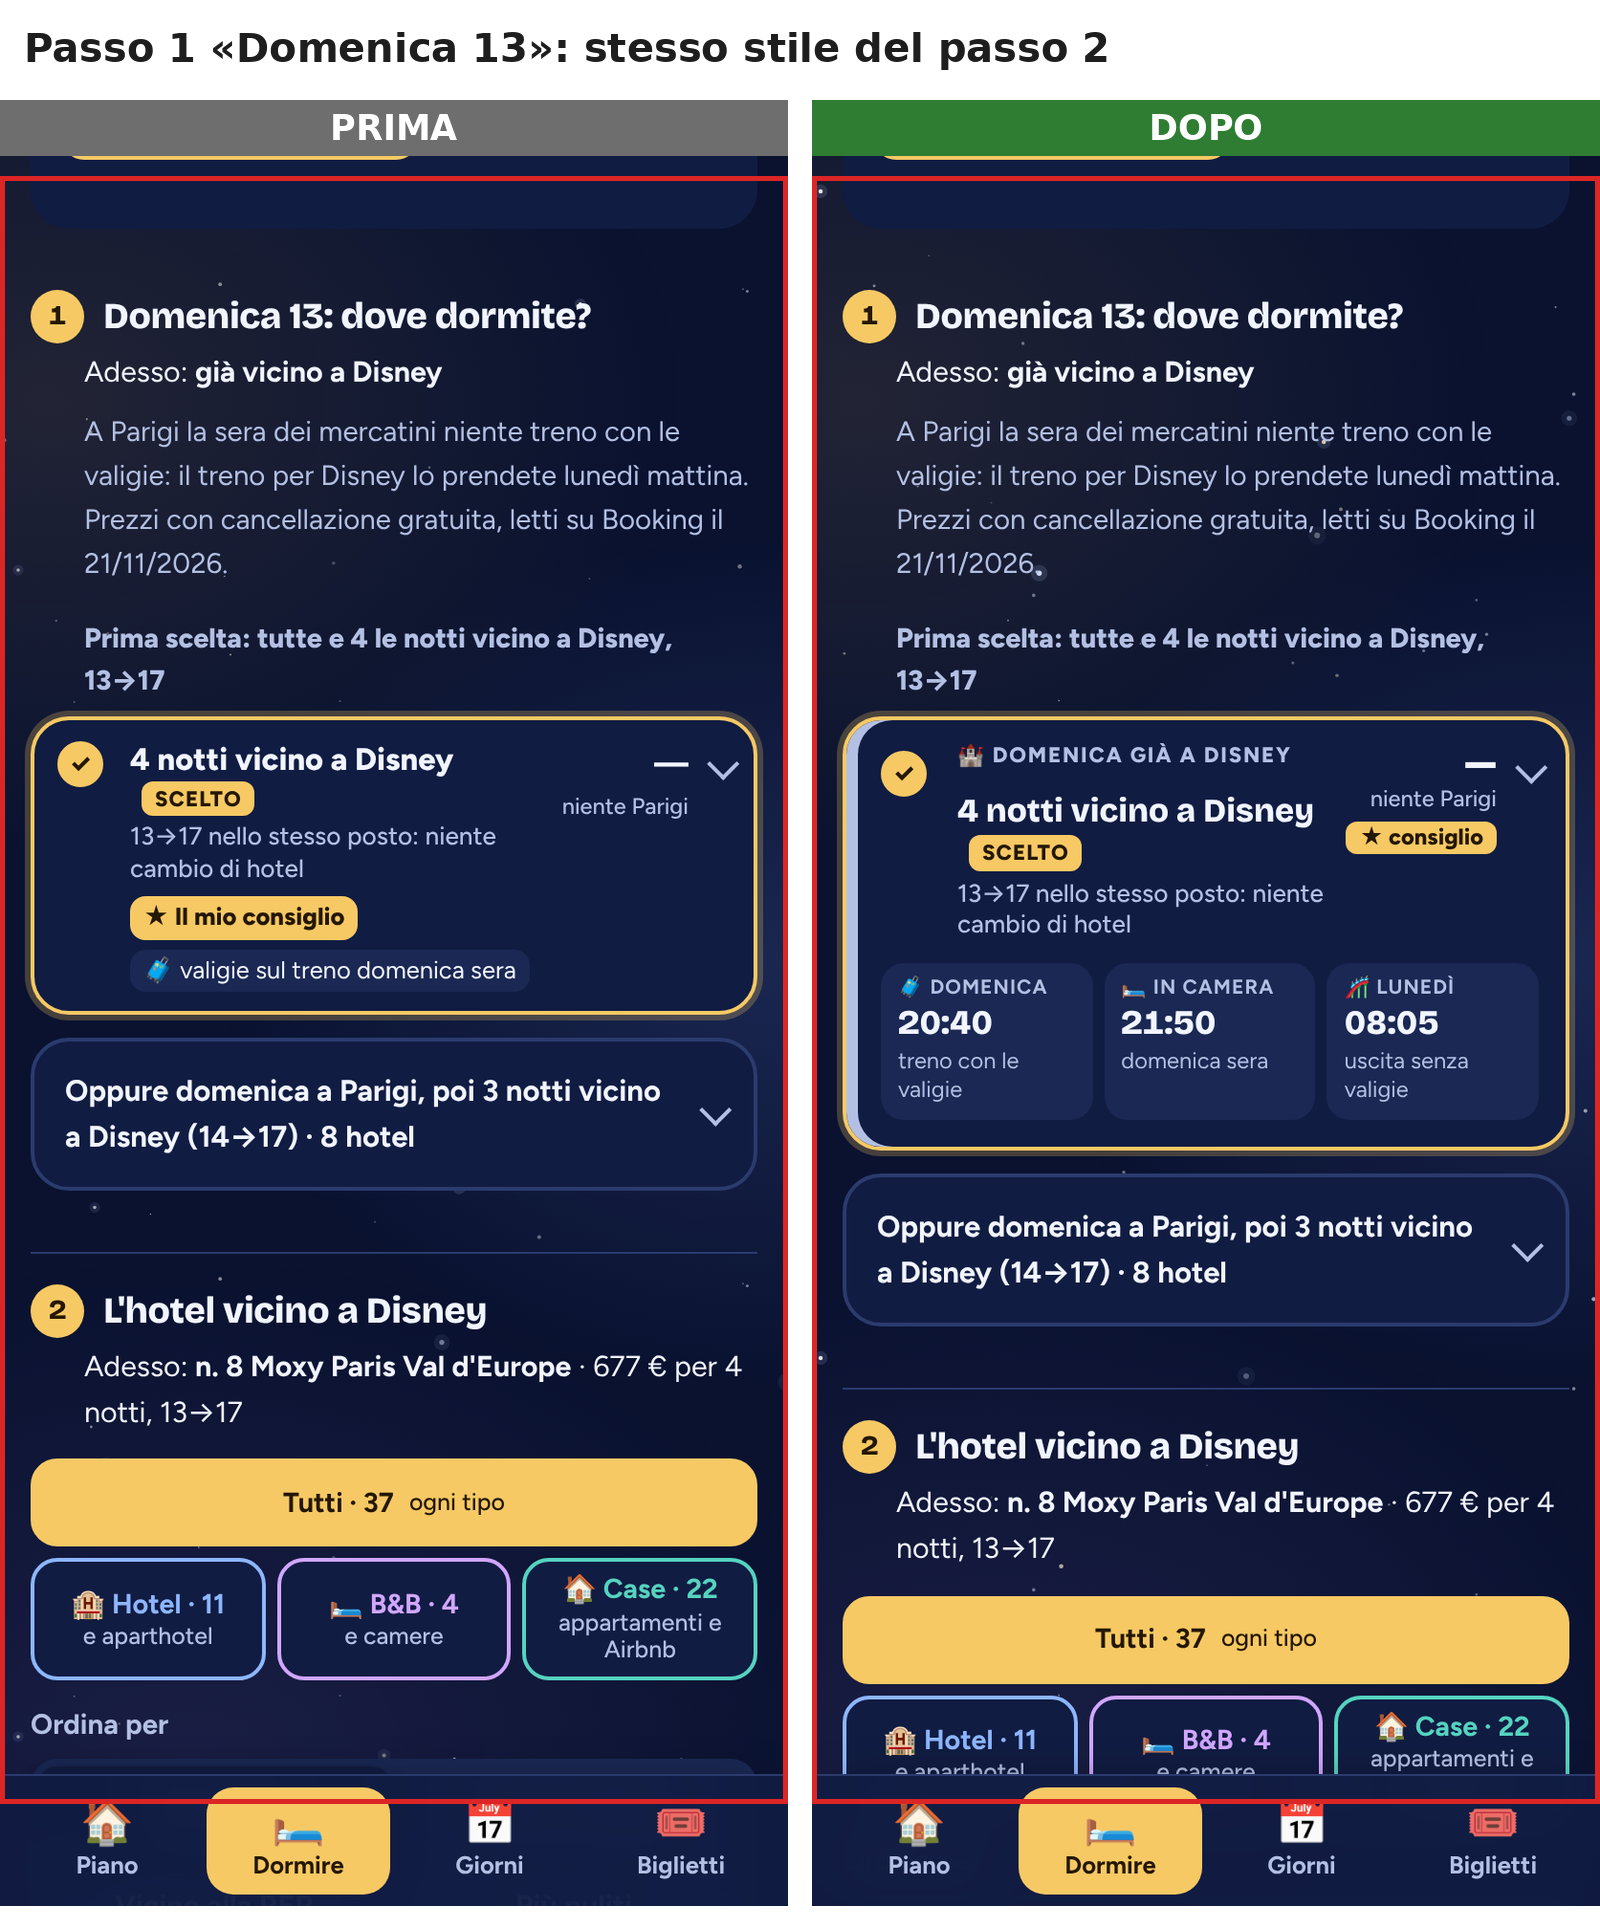 Passo 1 «Domenica 13»: stesso stile del passo 2
PRIMA
1 Domenica 13: dove dormite?
Adesso: già vicino a Disney
A Parigi la sera dei mercatini niente treno con le
valigie: il treno per Disney lo prendete lunedì mattina.
Prezzi con cancellazione gratuita, letti su Booking il
21/11/2026.
Prima scelta: tutte e 4 le notti vicino a Disney,
13→17
4 notti vicino a Disney
SCELTO
—
niente Parigi
13→17 nello stesso posto: niente
cambio di hotel
★ Il mio consiglio
valigie sul treno domenica sera
Oppure domenica a Parigi, poi 3 notti vicino
a Disney (14→17) · 8 hotel
2 L'hotel vicino a Disney
Adesso: n. 8 Moxy Paris Val d'Europe · 677 € per 4
notti, 13→17
Tutti · 37 ogni tipo
Hotel · 11
e aparthotel
B&B · 4
e camere
Case · 22
appartamenti e
Airbnb
Ordina per
Piano
Dormire
July
17
Giorni
Biglietti
Vicino alla RER
Più puliti
DOPO
1 Domenica 13: dove dormite?
Adesso: già vicino a Disney
A Parigi la sera dei mercatini niente treno con le
valigie: il treno per Disney lo prendete lunedì mattina.
Prezzi con cancellazione gratuita, letti su Booking il
21/11/2026.
Prima scelta: tutte e 4 le notti vicino a Disney,
13→17
DOMENICA GIÀ A DISNEY
4 notti vicino a Disney
SCELTO
—
niente Parigi
★ consiglio
13→17 nello stesso posto: niente
cambio di hotel
DOMENICA
20:40
treno con le
valigie
IN CAMERA
21:50
domenica sera
LUNEDÌ
08:05
uscita senza
valigie
Oppure domenica a Parigi, poi 3 notti vicino
a Disney (14→17) · 8 hotel
2 L'hotel vicino a Disney
Adesso: n. 8 Moxy Paris Val d'Europe · 677 € per 4
notti, 13→17
Tutti · 37 ogni tipo
Hotel · 11
e aparthotel
B&B · 4
e camere
Case · 22
appartamenti e
Piano
Dormire
July
17
Giorni
Biglietti